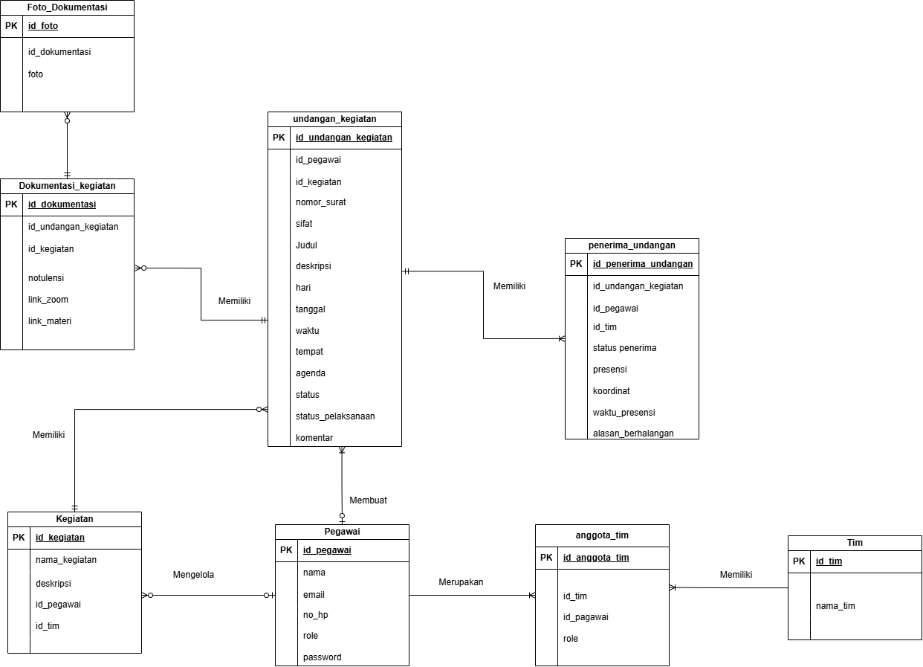 Foto_Dokumentasi
PK id_foto
id_dokumentasi
foto
Dokumentasi_kegiatan
PK id_dokumentasi
id_undangan_kegiatan
id_kegiatan
notulensi
link_zoom
link_materi
Memiliki
undangan_kegiatan
PK id_undangan_kegiatan
id_pegawai
id_kegiatan
nomor_surat
sifat
Judul
deskripsi
hari
tanggal
waktu
tempat
agenda
status
status_pelaksanaan
komentar
Memiliki
penerima_undangan
PK id_penerima_undangan
id_undangan_kegiatan
id_pegawai
id_tim
status penerima
presensi
koordinat
waktu_presensi
alasan_berhalangan
Memiliki
Membuat
Kegiatan
PK id_kegiatan
nama_kegiatan
deskripsi
id_pegawai
id_tim
Mengelola
Pegawai
PK id_pegawai
nama
email
no_hp
role
password
Merupakan
anggota_tim
PK id_anggota_tim
id_tim
id_pagawai
role
Memiliki
Tim
PK id_tim
nama_tim